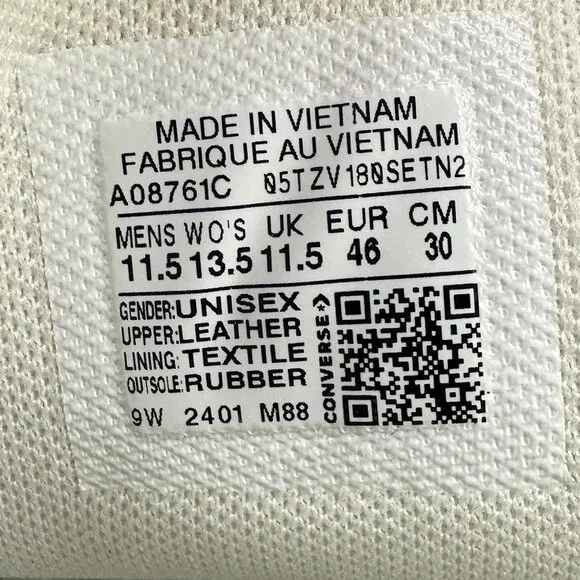 MADE IN VIETNAM
FABRIQUE AU VIETNAM
A08761C 05TZV180SETN2
MENS WO'S UK EUR CM
11.5 13.5 11.5 46 30
GENDER:UNISEX
UPPER:LEATHER
LINING:TEXTILE
OUTSOLE:RUBBER
9W 2401 M88
CONVERSE